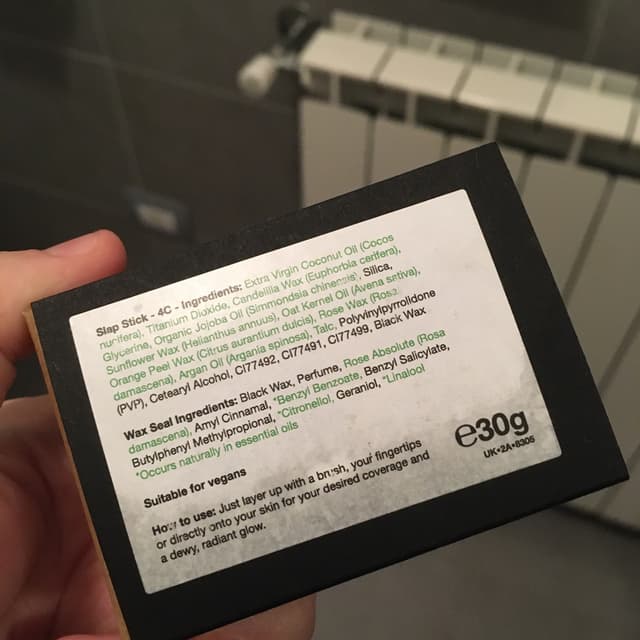 Slap Stick - 4C - Ingredients: Extra Virgin Coconut Oil (Cocos
nucifera), Titanium Dioxide, Candelilla Wax (Euphorbia cerifera),
Glycerine, Organic Jojoba Oil (Simmondsia chinensis), Silica,
Sunflower Wax (Helianthus annuus), Oat Kernel Oil (Avena sativa),
Orange Peel Wax (Citrus aurantium dulcis), Rose Wax (Rosa
damascena), Argan Oil (Argania spinosa), Talc, Polyvinylpyrrolidone
(PVP), Cetearyl Alcohol, CI77492, CI77491, CI77499, Black Wax
Wax Seal Ingredients: Black Wax, Perfume, Rose Absolute (Rosa
damascena), Amyl Cinnamal, *Benzyl Benzoate, Benzyl Salicylate,
Butylphenyl Methylpropional, *Citronellol, Geraniol, *Linalool
*Occurs naturally in essential oils
Suitable for vegans
How to use: Just layer up with a brush, your fingertips
or directly onto your skin for your desired coverage and
a dewy, radiant glow.
℮30g
UK•2A•8305